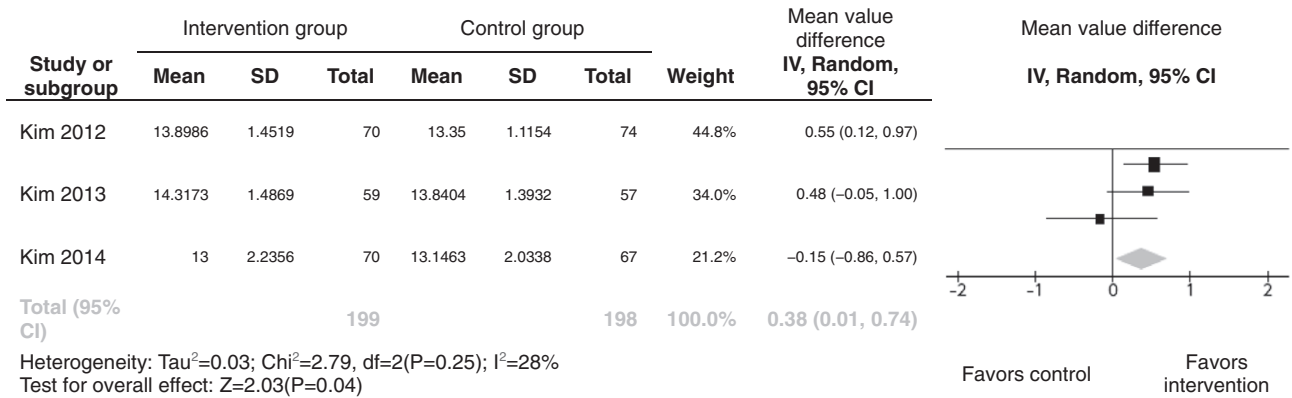 Intervention group Control group Mean value difference Mean value difference
Study or subgroup Mean SD Total Mean SD Total Weight IV, Random, 95% CI IV, Random, 95% CI
Kim 2012 13.8986 1.4519 70 13.35 1.1154 74 44.8% 0.55 (0.12, 0.97)
Kim 2013 14.3173 1.4869 59 13.8404 1.3932 57 34.0% 0.48 (−0.05, 1.00)
Kim 2014 13 2.2356 70 13.1463 2.0338 67 21.2% −0.15 (−0.86, 0.57)
Total (95% CI) 199 198 100.0% 0.38 (0.01, 0.74)
Heterogeneity: Tau²=0.03; Chi²=2.79, df=2(P=0.25); I²=28%
Test for overall effect: Z=2.03(P=0.04)
-2 -1 0 1 2
Favors control Favors intervention